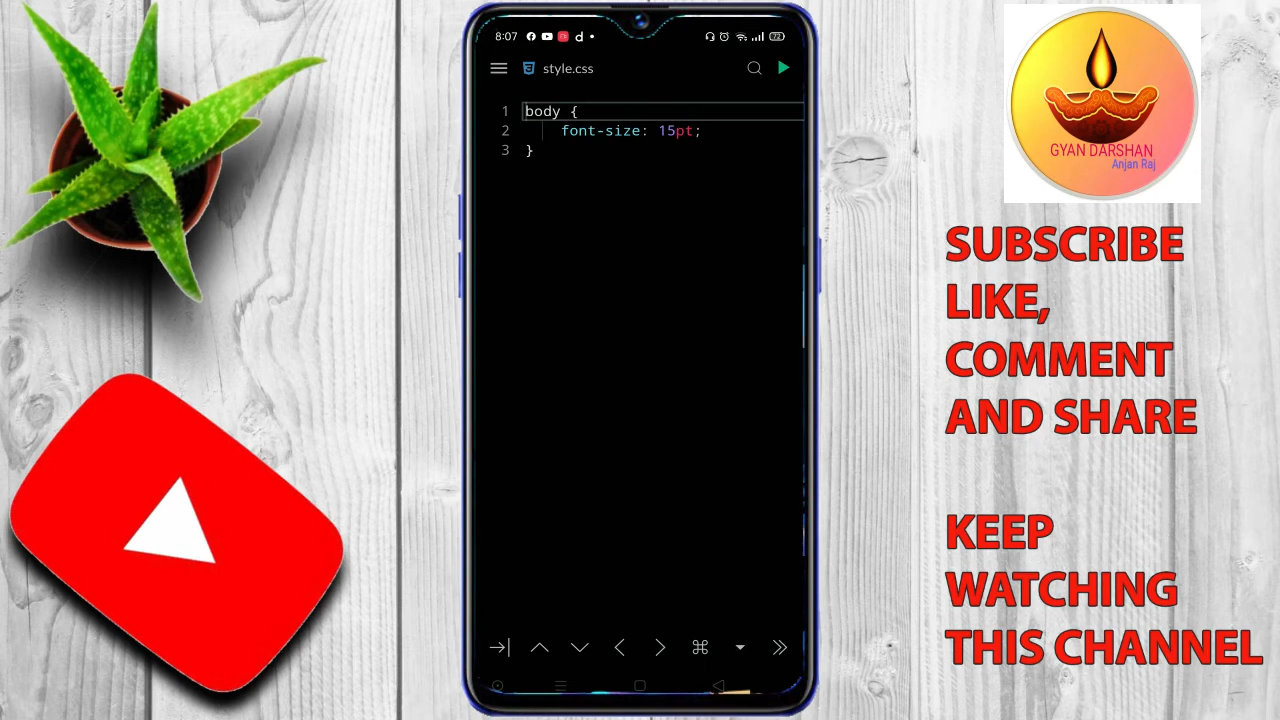 8:07
72
style.css
1 body {
2 font-size: 15pt;
3 }
GYAN DARSHAN
Anjan Raj
SUBSCRIBE
LIKE,
COMMENT
AND SHARE
KEEP
WATCHING
THIS CHANNEL